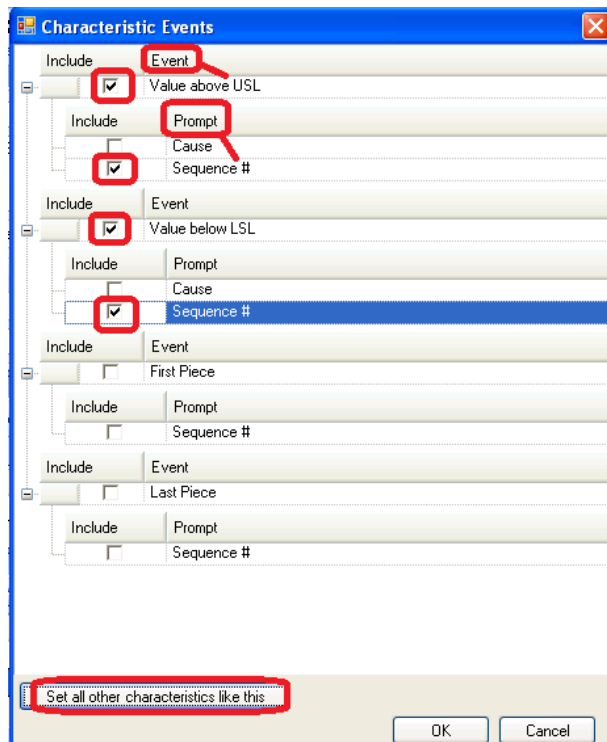 Characteristic Events
Include Event
Value above USL
Include Prompt
Cause
Sequence #
Include Event
Value below LSL
Include Prompt
Cause
Sequence #
Include Event
First Piece
Include Prompt
Sequence #
Include Event
Last Piece
Include Prompt
Sequence #
Set all other characteristics like this
OK Cancel